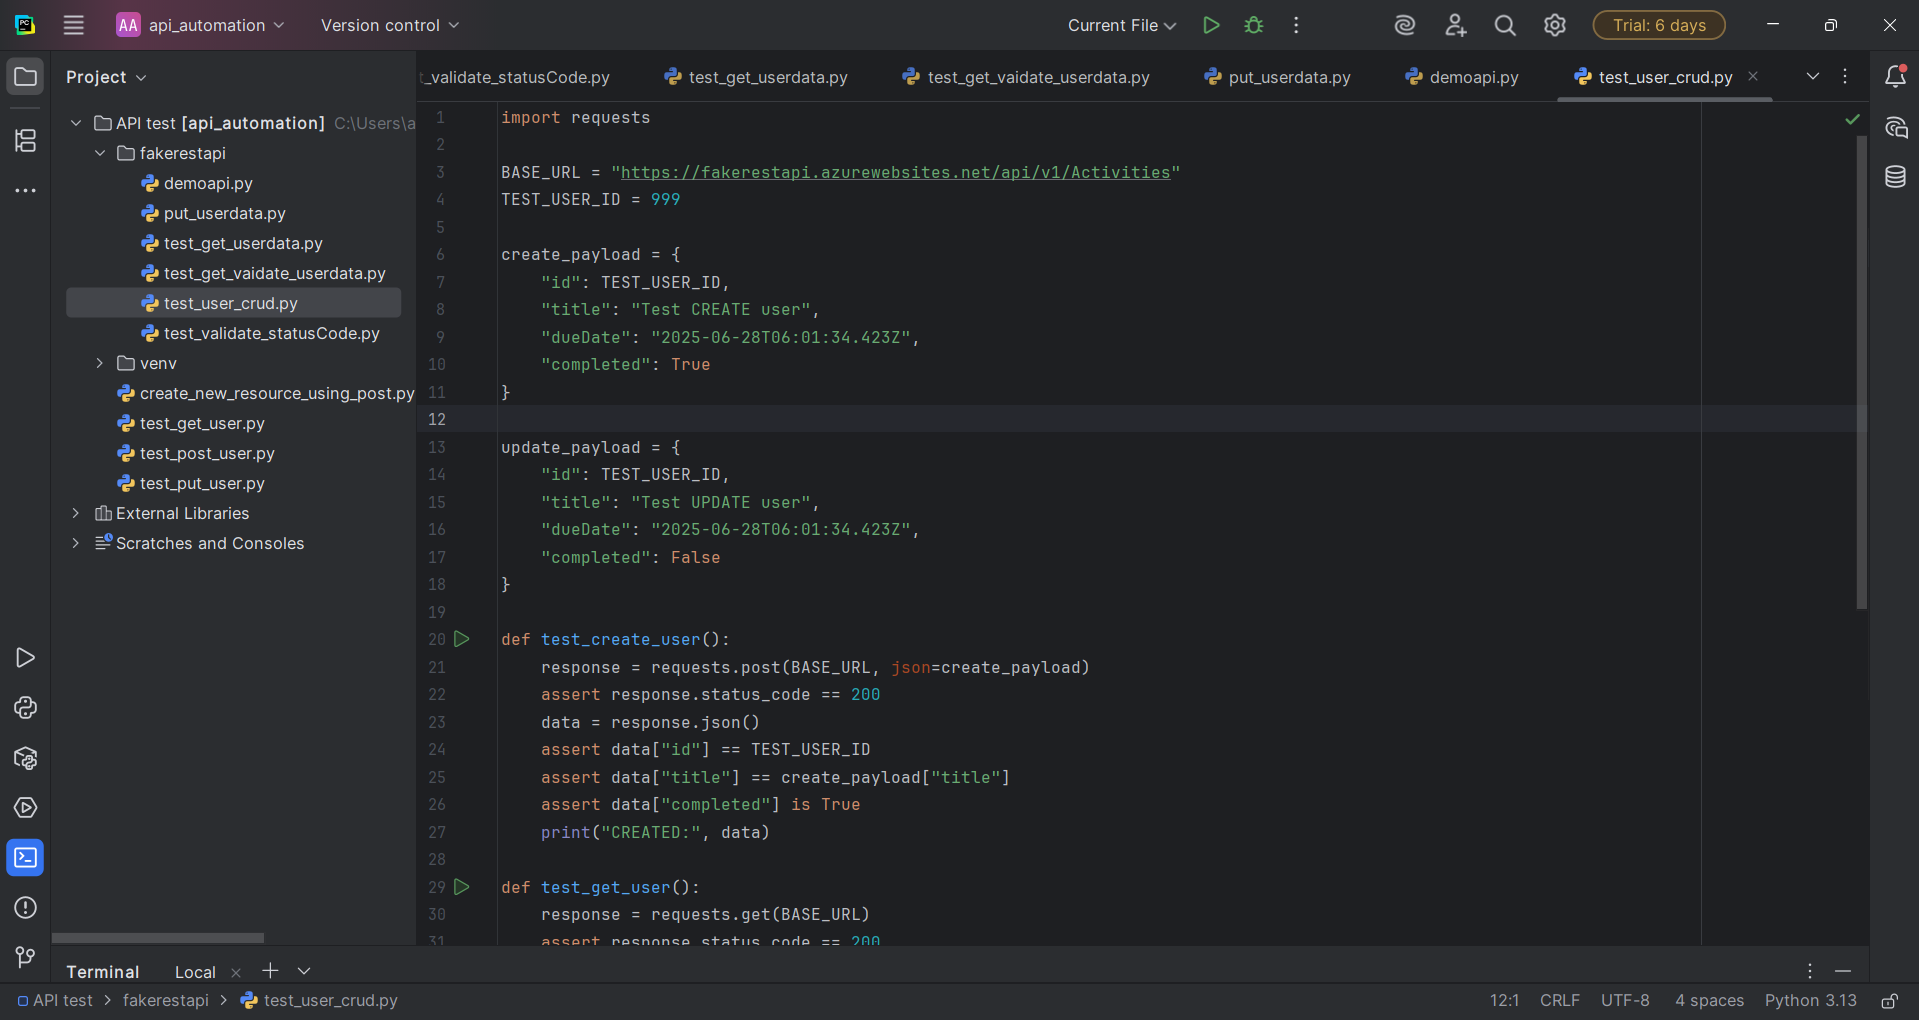 AA api_automation Version control Current File Trial: 6 days
Project
_validate_statusCode.py test_get_userdata.py test_get_vaidate_userdata.py put_userdata.py demoapi.py test_user_crud.py
API test [api_automation] C:\Users\a
fakerestapi
demoapi.py
put_userdata.py
test_get_userdata.py
test_get_vaidate_userdata.py
test_user_crud.py
test_validate_statusCode.py
venv
create_new_resource_using_post.py
test_get_user.py
test_post_user.py
test_put_user.py
External Libraries
Scratches and Consoles
1 import requests
2
3 BASE_URL = "https://fakerestapi.azurewebsites.net/api/v1/Activities"
4 TEST_USER_ID = 999
5
6 create_payload = {
7 "id": TEST_USER_ID,
8 "title": "Test CREATE user",
9 "dueDate": "2025-06-28T06:01:34.423Z",
10 "completed": True
11 }
12
13 update_payload = {
14 "id": TEST_USER_ID,
15 "title": "Test UPDATE user",
16 "dueDate": "2025-06-28T06:01:34.423Z",
17 "completed": False
18 }
19
20 def test_create_user():
21 response = requests.post(BASE_URL, json=create_payload)
22 assert response.status_code == 200
23 data = response.json()
24 assert data["id"] == TEST_USER_ID
25 assert data["title"] == create_payload["title"]
26 assert data["completed"] is True
27 print("CREATED:", data)
28
29 def test_get_user():
30 response = requests.get(BASE_URL)
31 assert response.status_code == 200
Terminal Local
API test > fakerestapi > test_user_crud.py 12:1 CRLF UTF-8 4 spaces Python 3.13